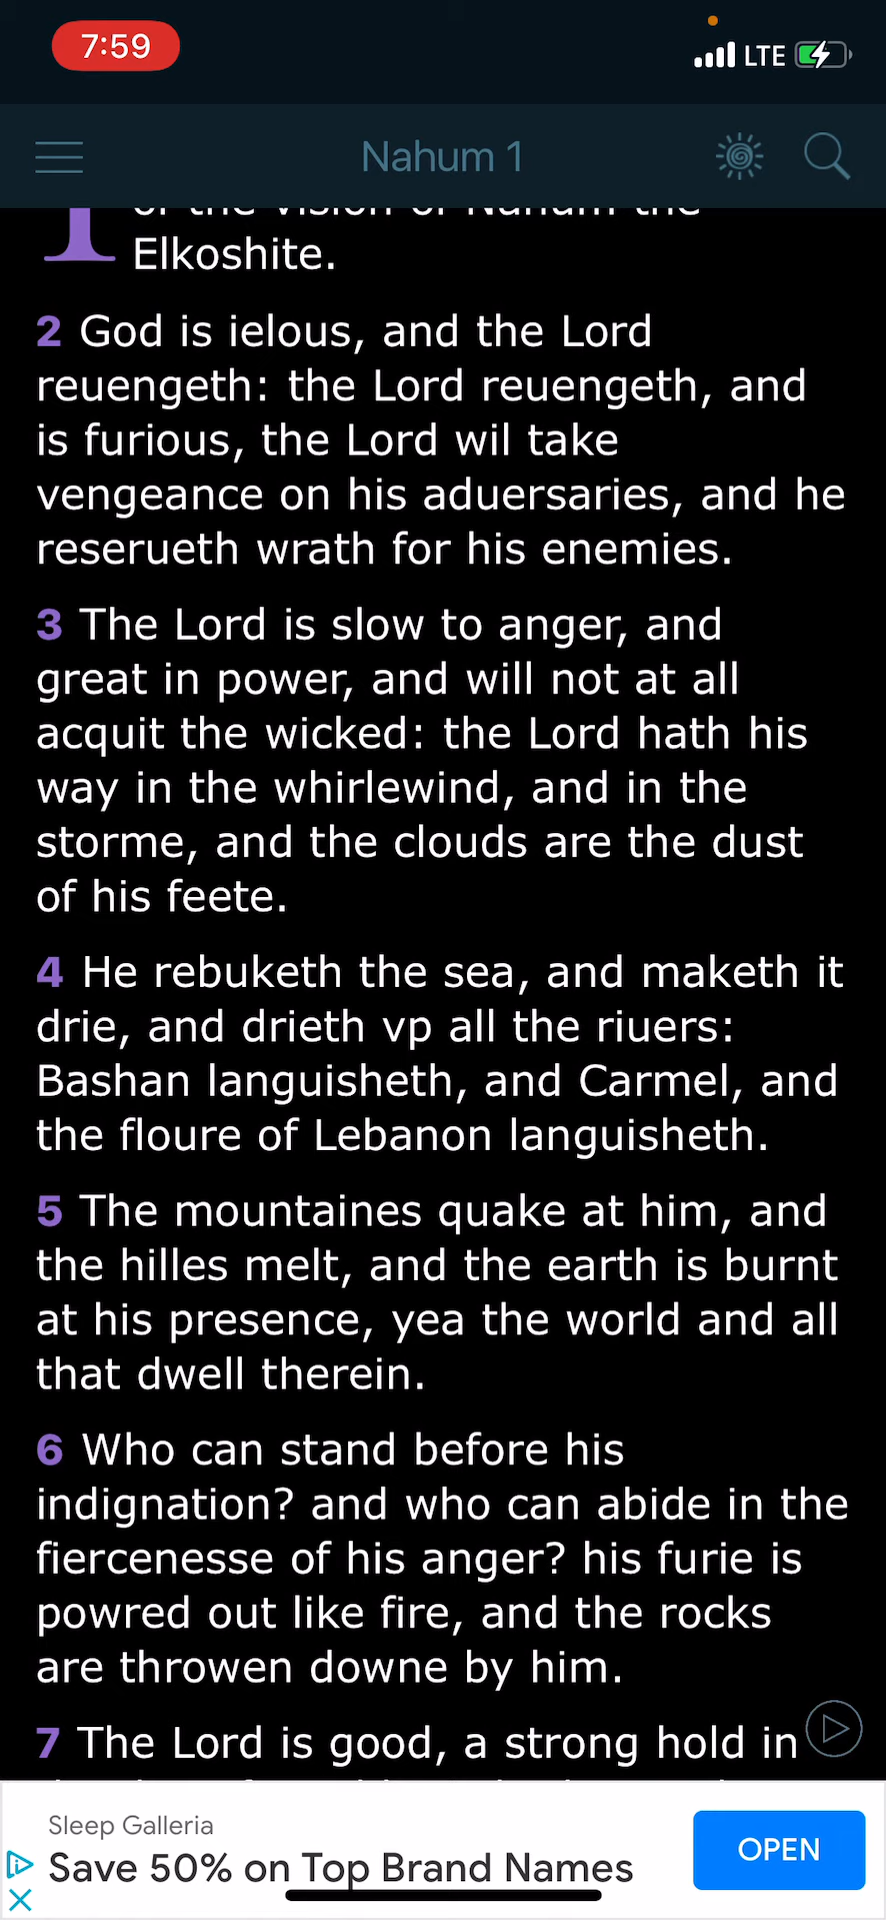 7:59
LTE
Nahum 1
of the vision of Nahum the
Elkoshite.
2 God is ielous, and the Lord
reuengeth: the Lord reuengeth, and
is furious, the Lord wil take
vengeance on his aduersaries, and he
reserueth wrath for his enemies.
3 The Lord is slow to anger, and
great in power, and will not at all
acquit the wicked: the Lord hath his
way in the whirlewind, and in the
storme, and the clouds are the dust
of his feete.
4 He rebuketh the sea, and maketh it
drie, and drieth vp all the riuers:
Bashan languisheth, and Carmel, and
the floure of Lebanon languisheth.
5 The mountaines quake at him, and
the hilles melt, and the earth is burnt
at his presence, yea the world and all
that dwell therein.
6 Who can stand before his
indignation? and who can abide in the
fiercenesse of his anger? his furie is
powred out like fire, and the rocks
are throwen downe by him.
7 The Lord is good, a strong hold in
Sleep Galleria
Save 50% on Top Brand Names
OPEN